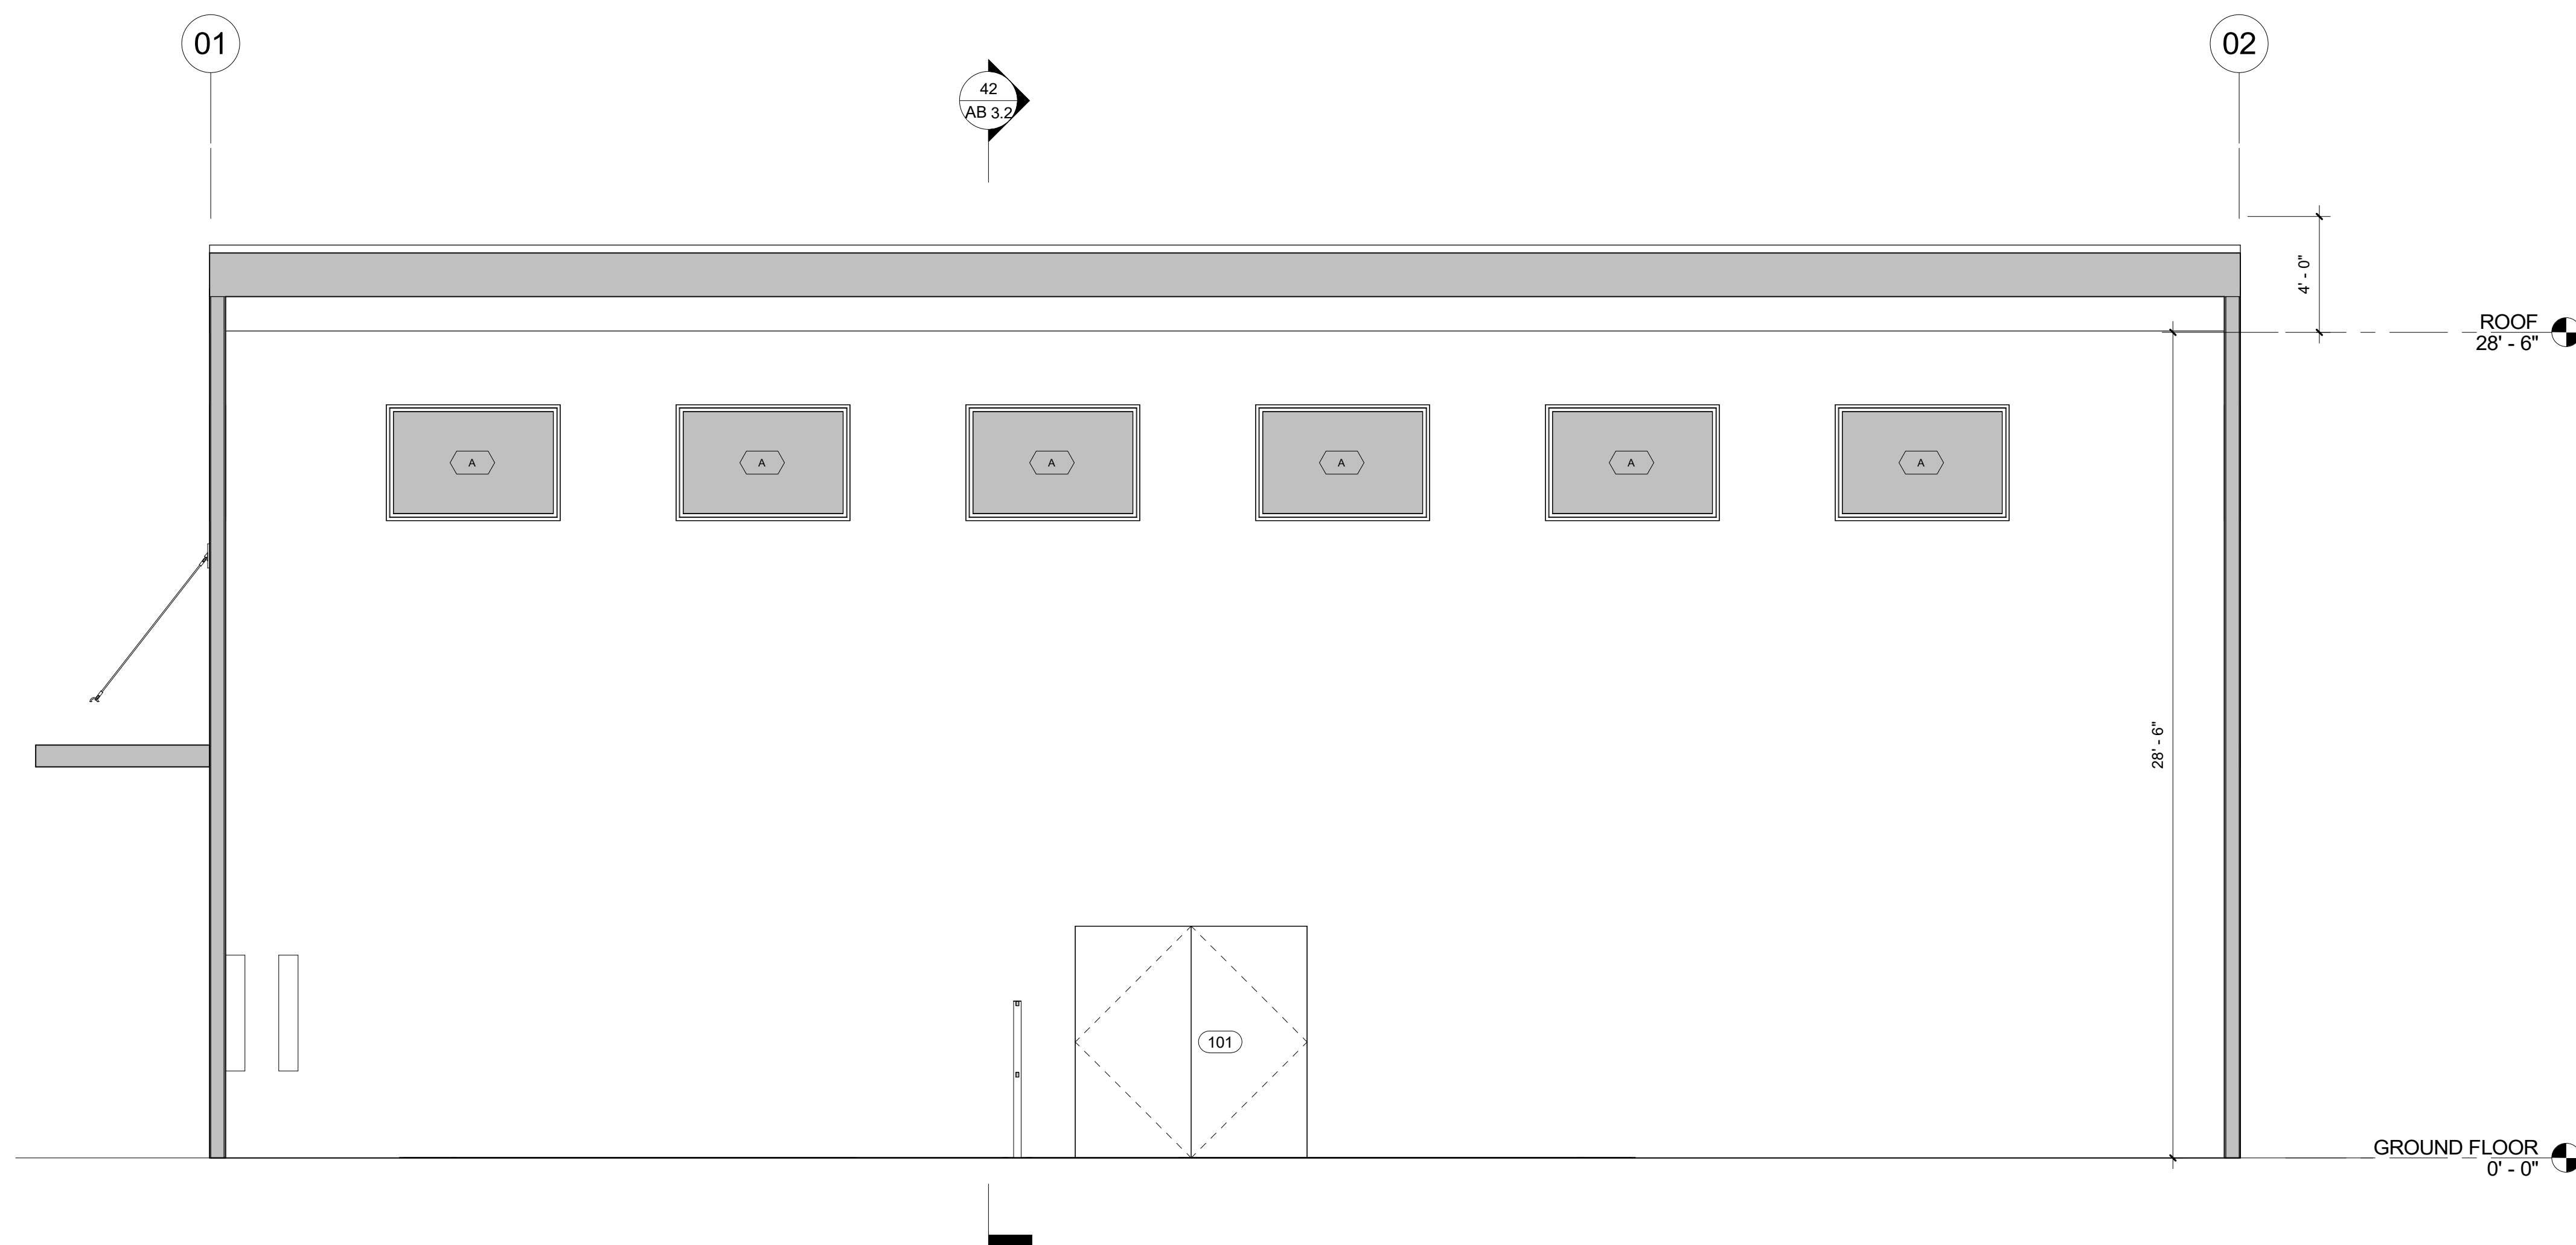 01
42
AB 3.2
02
4' - 0"
ROOF
28' - 6"
A
A
A
A
A
A
28' - 6"
101
GROUND FLOOR
0' - 0"